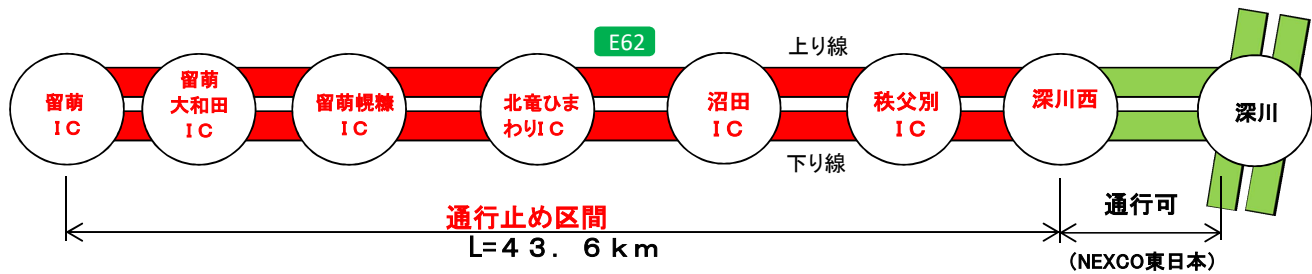 E62
上り線
留萌
ＩＣ
留萌
大和田
ＩＣ
留萌幌糠
ＩＣ
北竜ひま
わりＩＣ
沼田
ＩＣ
秩父別
ＩＣ
深川西
深川
下り線
通行止め区間
L=４３．６ｋｍ
通行可
(NEXCO東日本)